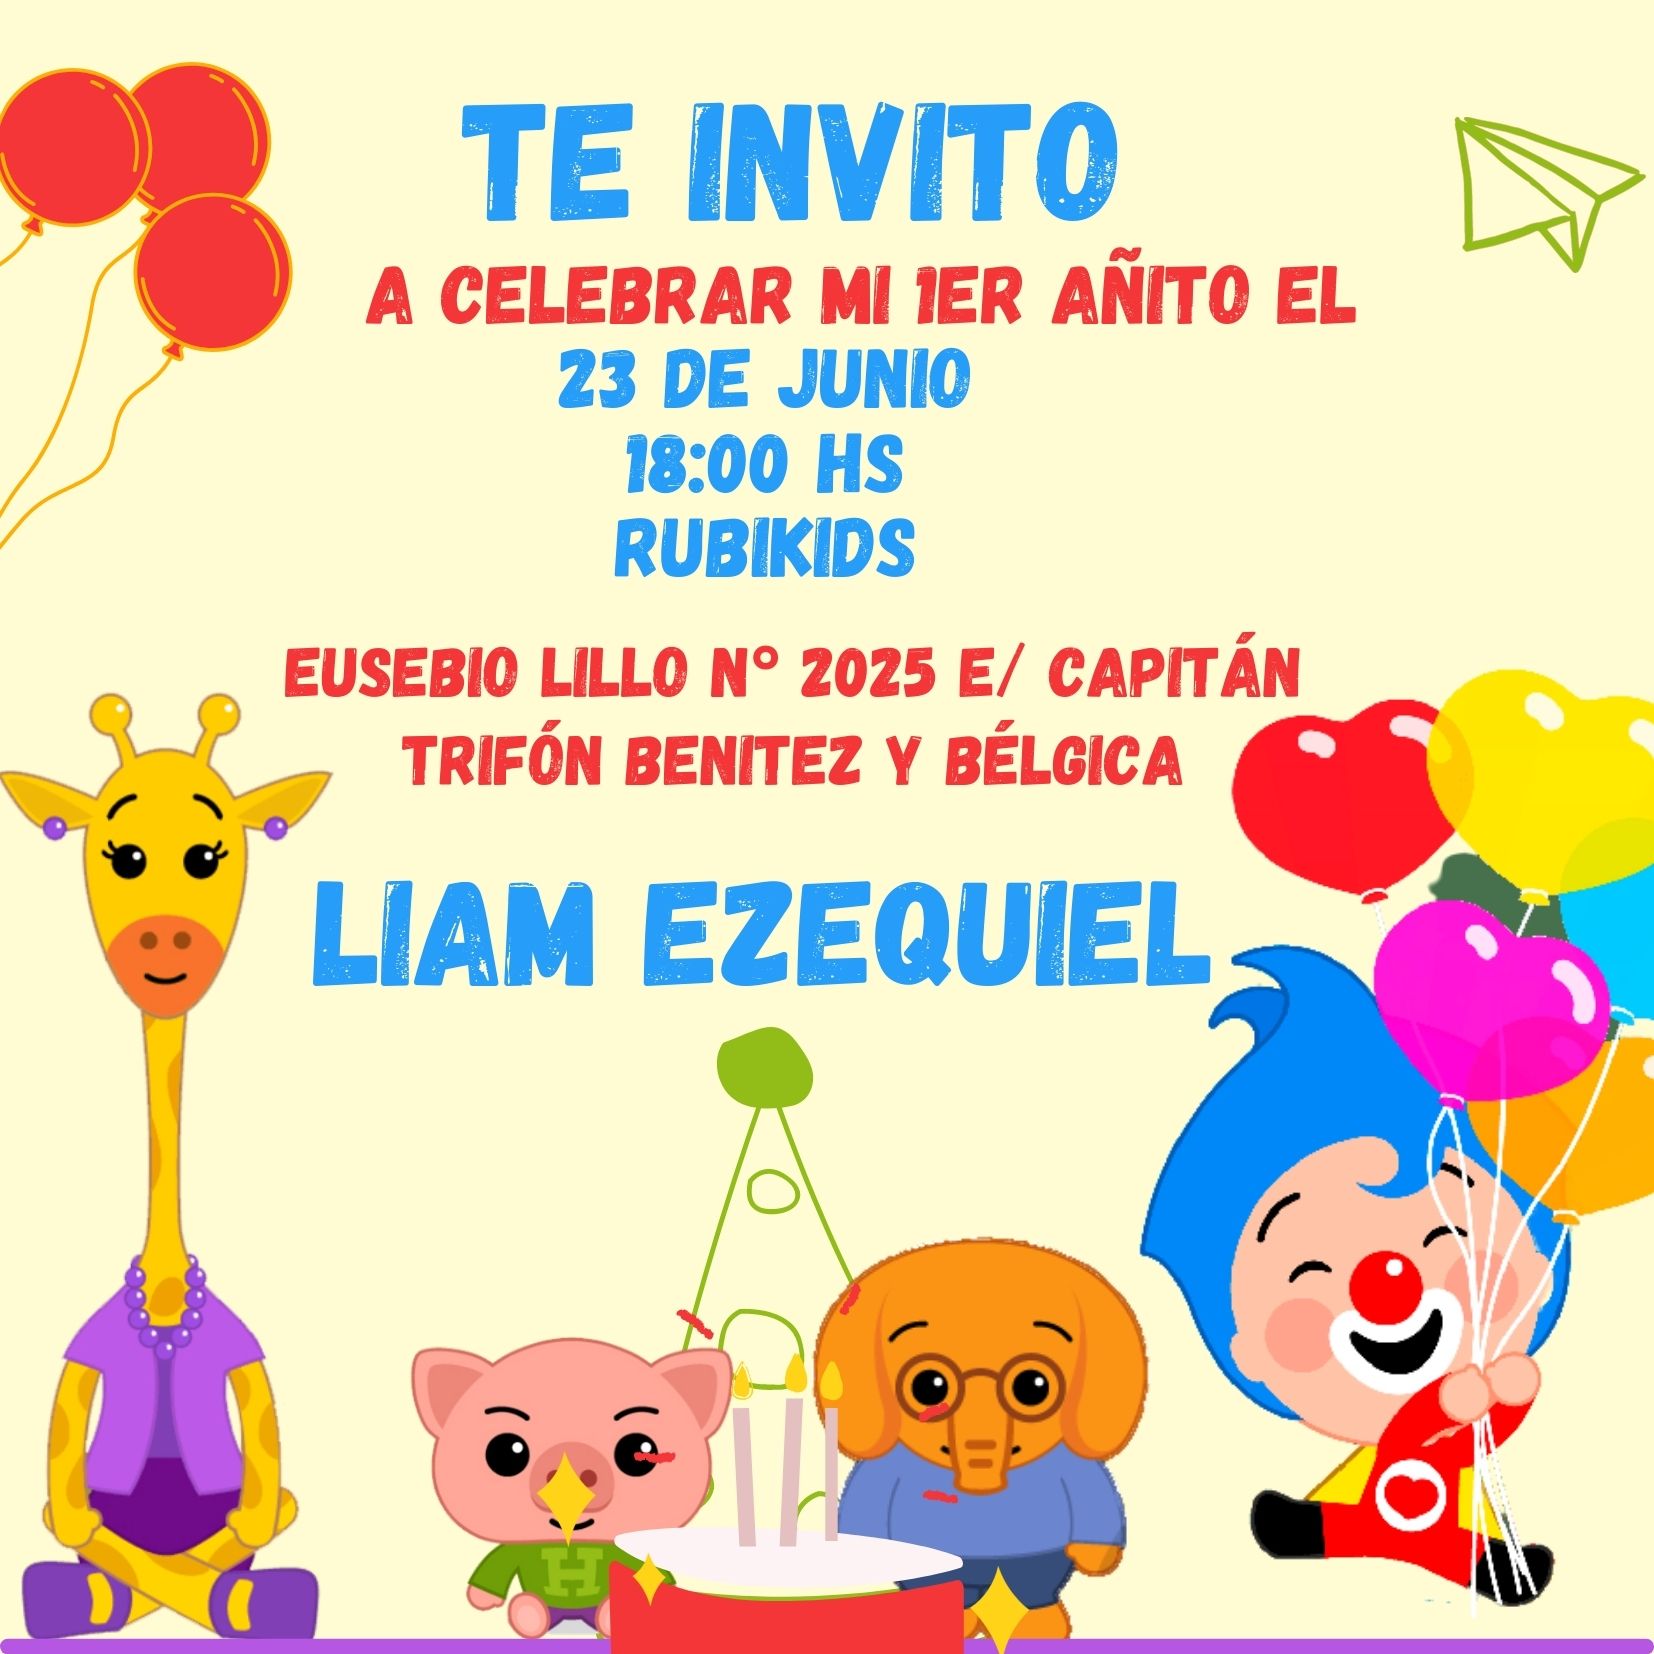 TE INVITO
A CELEBRAR MI 1ER AÑITO EL
23 DE JUNIO
18:00 HS
RUBIKIDS
EUSEBIO LILLO N° 2025 E/ CAPITÁN
TRIFÓN BENITEZ Y BÉLGICA
LIAM EZEQUIEL
H